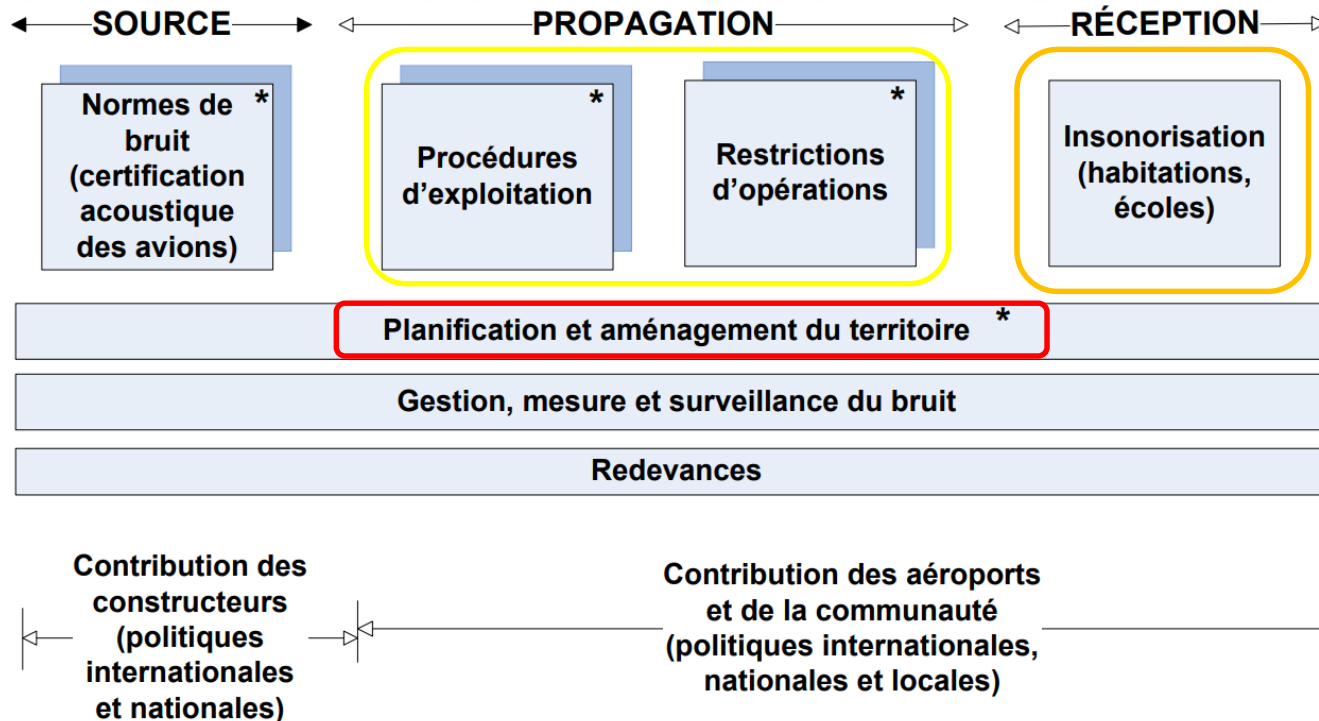 SOURCE
PROPAGATION
RÉCEPTION
Normes de *
bruit
(certification
acoustique
des avions)
*
Procédures
d’exploitation
*
Restrictions
d’opérations
Insonorisation
(habitations,
écoles)
Planification et aménagement du territoire *
Gestion, mesure et surveillance du bruit
Redevances
Contribution des
constructeurs
(politiques
internationales
et nationales)
Contribution des aéroports
et de la communauté
(politiques internationales,
nationales et locales)